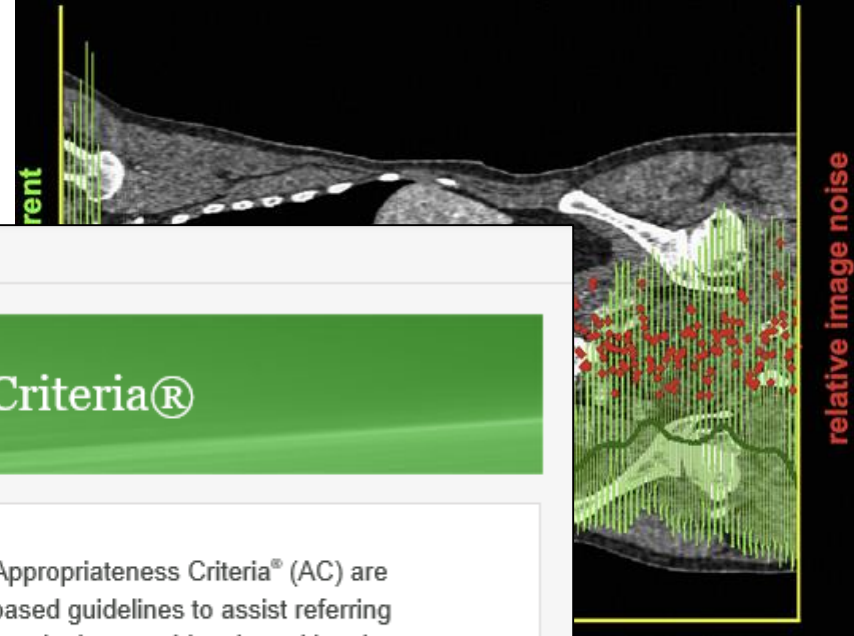 rent
relative image noise
Criteria®
Appropriateness Criteria® (AC) are
based guidelines to assist referring